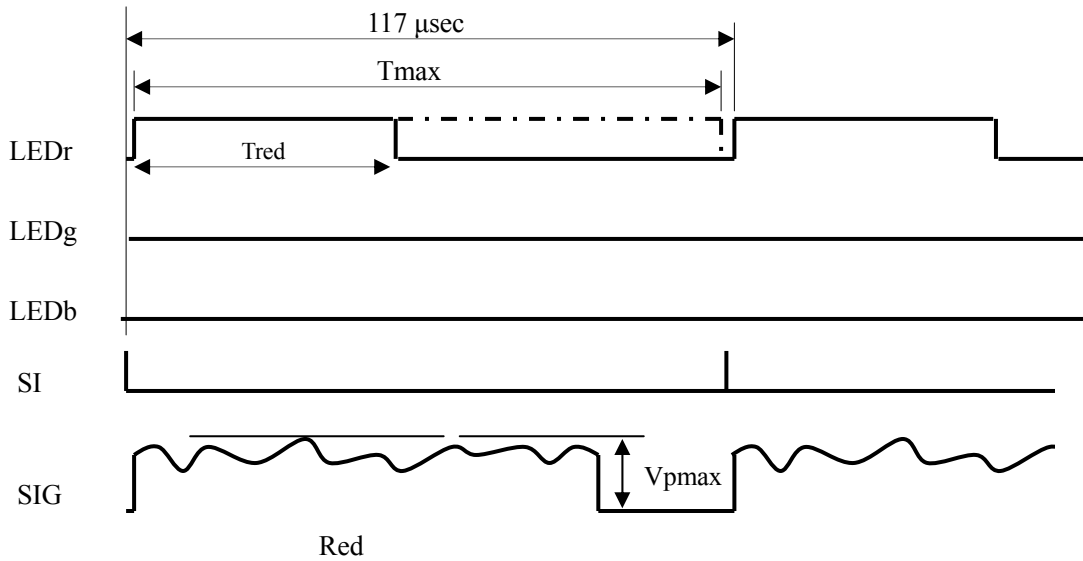 117 μsec
Tmax
LEDr
Tred
LEDg
LEDb
SI
SIG
Vpmax
Red